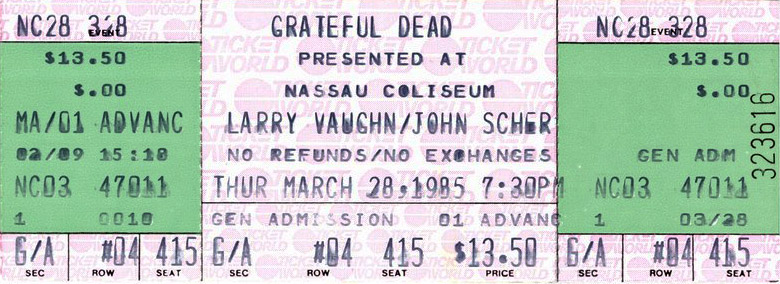 NC28 328
EVENT
$13.50
$.00
MA/01 ADVANC
02/09 15:18
NC03 47011
1 0010
G/A #04 415
SEC ROW SEAT
GRATEFUL DEAD
PRESENTED AT
NASSAU COLISEUM
LARRY VAUGHN/JOHN SCHER
NO REFUNDS/NO EXCHANGES
THUR MARCH 28,1985 7:30PM
GEN ADMISSION 01 ADVANC
G/A #04 415 $13.50
SEC ROW SEAT PRICE
NC28 328
EVENT
$13.50
$.00
GEN ADM
NC03 47011
1 03/28
G/A #04 415
SEC ROW SEAT
323616
TICKET WORLD